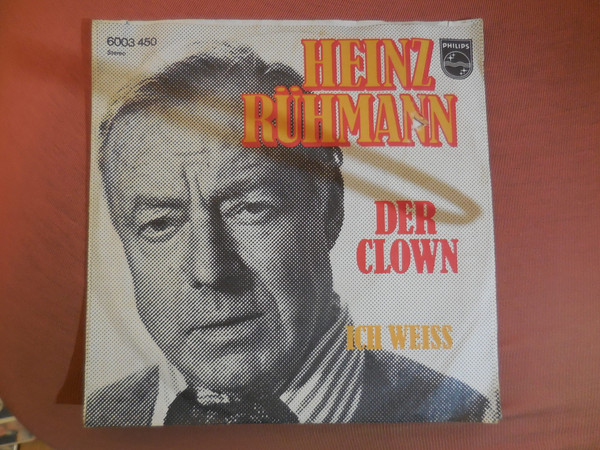 6003 450
Stereo
PHILIPS
HEINZ
RÜHMANN
DER
CLOWN
ICH WEISS